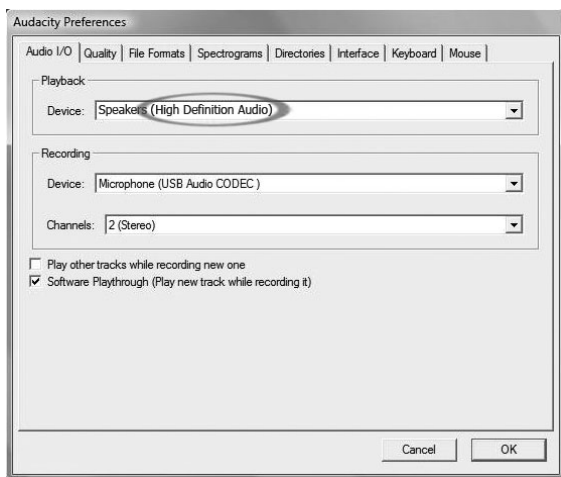 Audacity Preferences
Audio I/O Quality File Formats Spectrograms Directories Interface Keyboard Mouse
Playback
Device: Speakers (High Definition Audio)
Recording
Device: Microphone (USB Audio CODEC )
Channels: 2 (Stereo)
Play other tracks while recording new one
Software Playthrough (Play new track while recording it)
Cancel OK